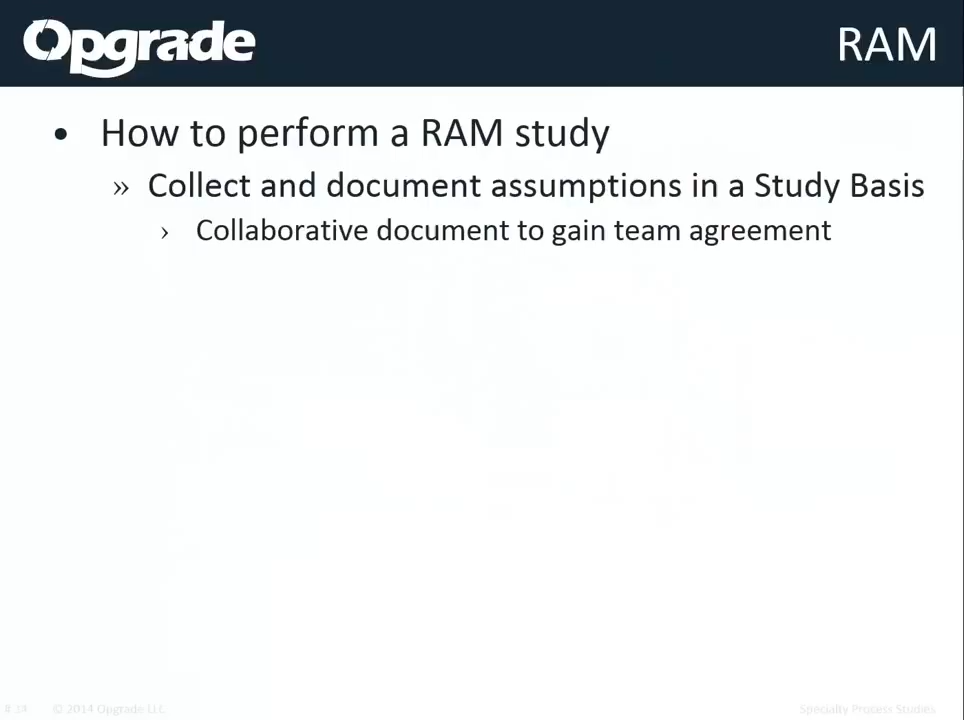 Opgrade
RAM
• How to perform a RAM study
» Collect and document assumptions in a Study Basis
› Collaborative document to gain team agreement
© 2014 Opgrade LLC
Specialty Process Studies